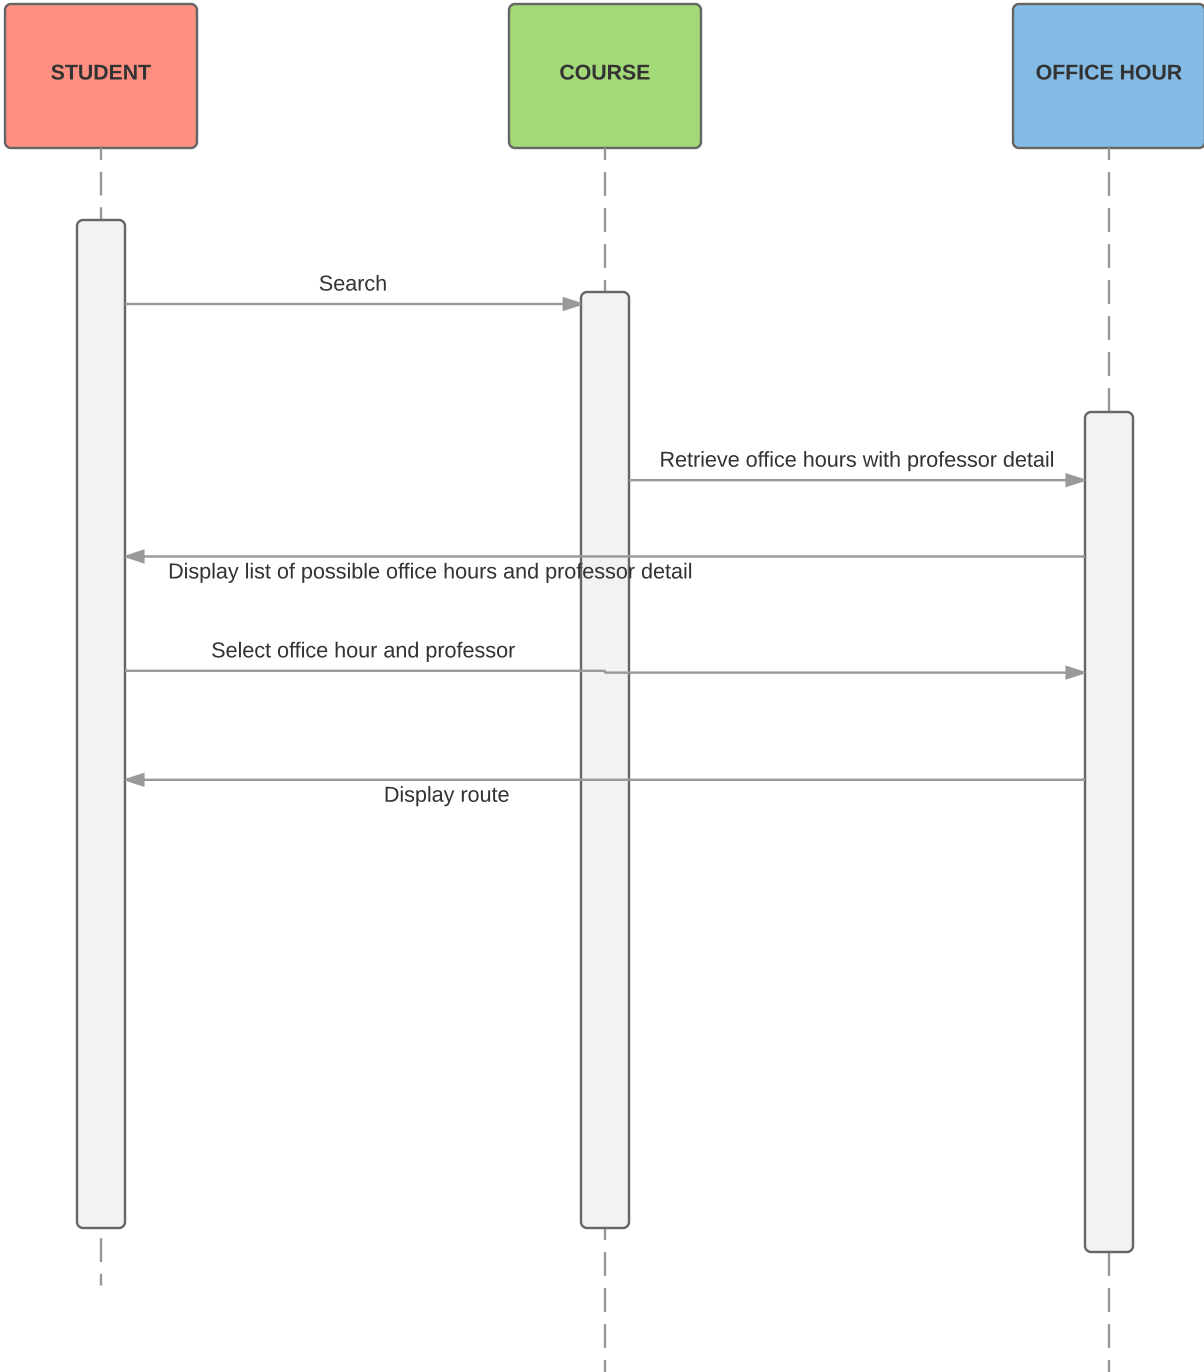 STUDENT
COURSE
OFFICE HOUR
Search
Retrieve office hours with professor detail
Display list of possible office hours and professor detail
Select office hour and professor
Display route